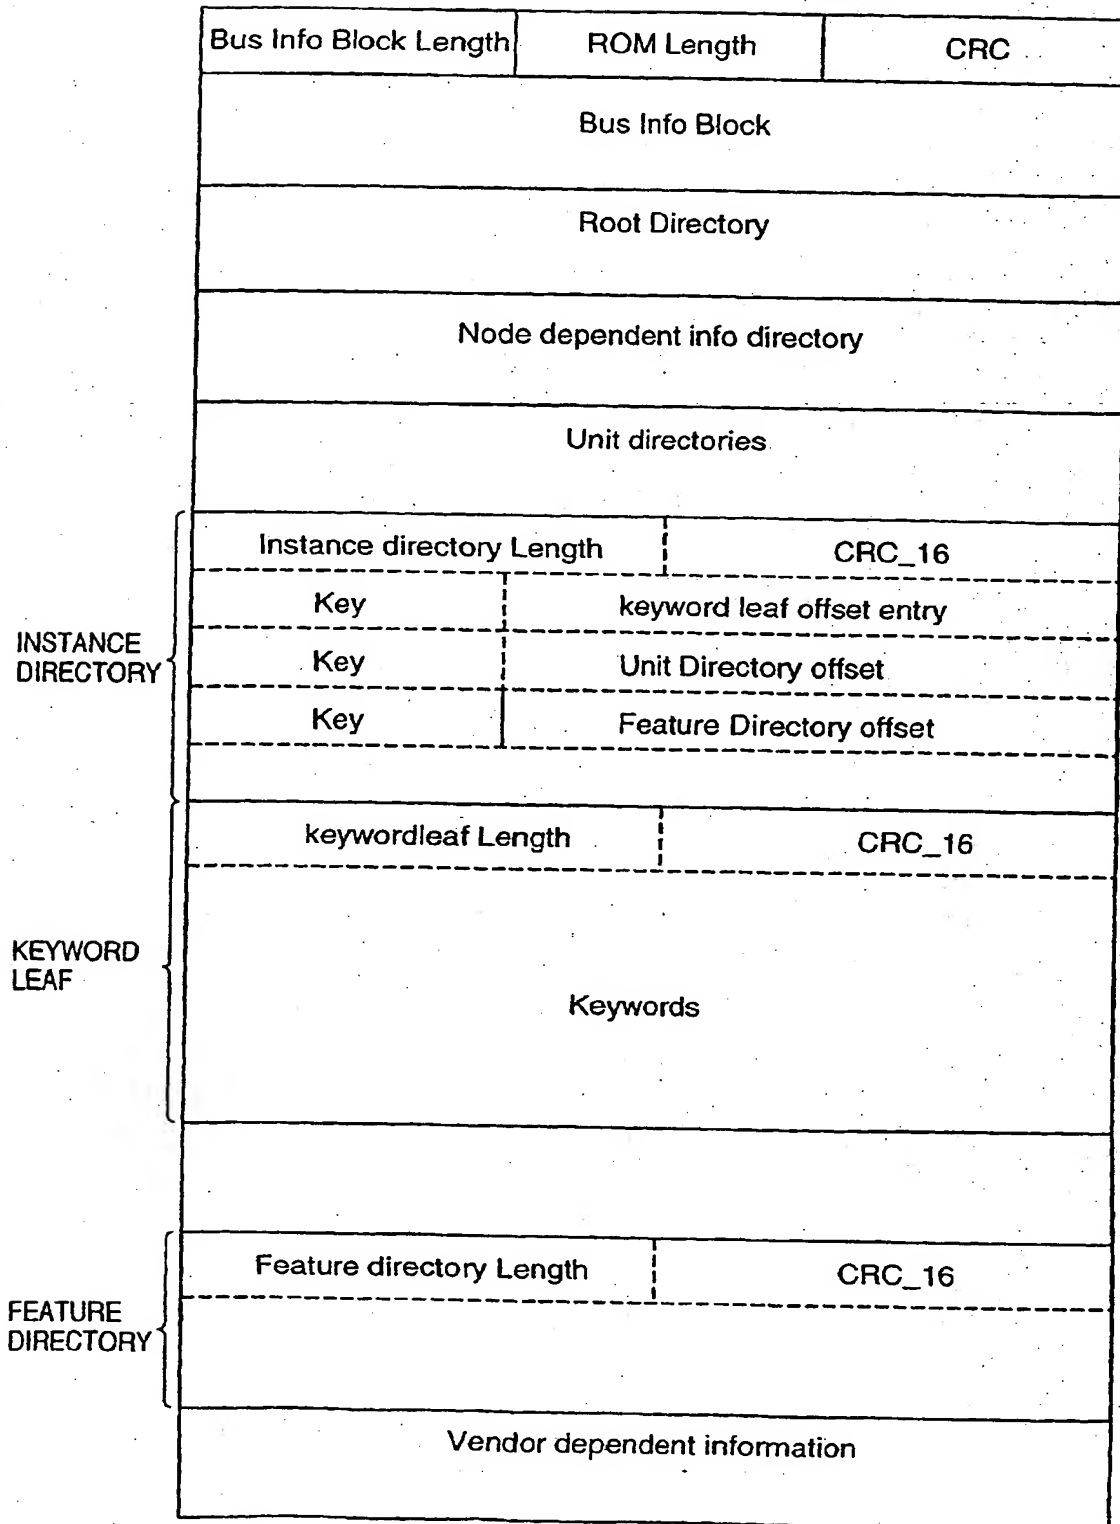 Bus Info Block Length ROM Length CRC
Bus Info Block
Root Directory
Node dependent info directory
Unit directories
INSTANCE
DIRECTORY
Instance directory Length CRC_16
Key keyword leaf offset entry
Key Unit Directory offset
Key Feature Directory offset
KEYWORD
LEAF
keywordleaf Length CRC_16
Keywords
FEATURE
DIRECTORY
Feature directory Length CRC_16
Vendor dependent information